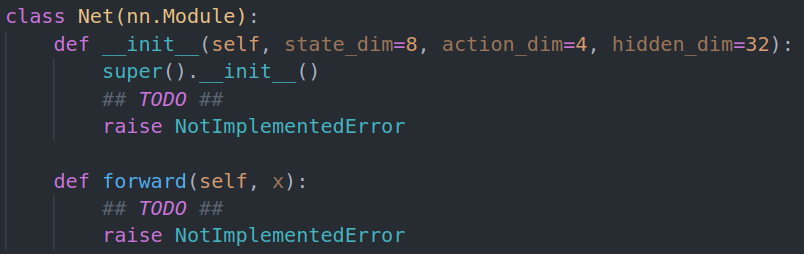 class Net(nn.Module):
    def __init__(self, state_dim=8, action_dim=4, hidden_dim=32):
        super().__init__()
        ## TODO ##
        raise NotImplementedError

    def forward(self, x):
        ## TODO ##
        raise NotImplementedError